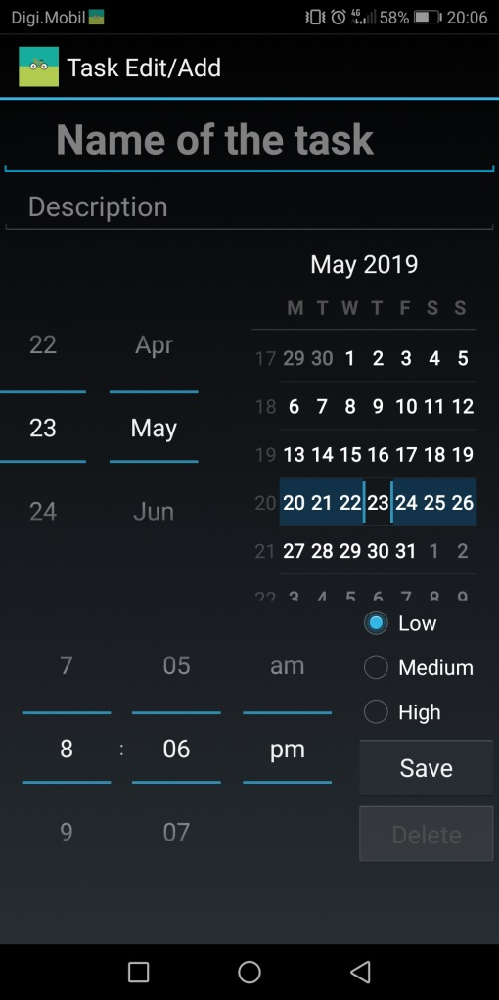 Digi.Mobil 4G 58% 20:06
Task Edit/Add
Name of the task
Description
May 2019
M T W T F S S
22 Apr
17 29 30 1 2 3 4 5
18 6 7 8 9 10 11 12
23 May
19 13 14 15 16 17 18 19
24 Jun
20 20 21 22 23 24 25 26
21 27 28 29 30 31 1 2
22 3 4 5 6 7 8 9
Low
7 05 am
Medium
High
8 : 06 pm
Save
9 07
Delete